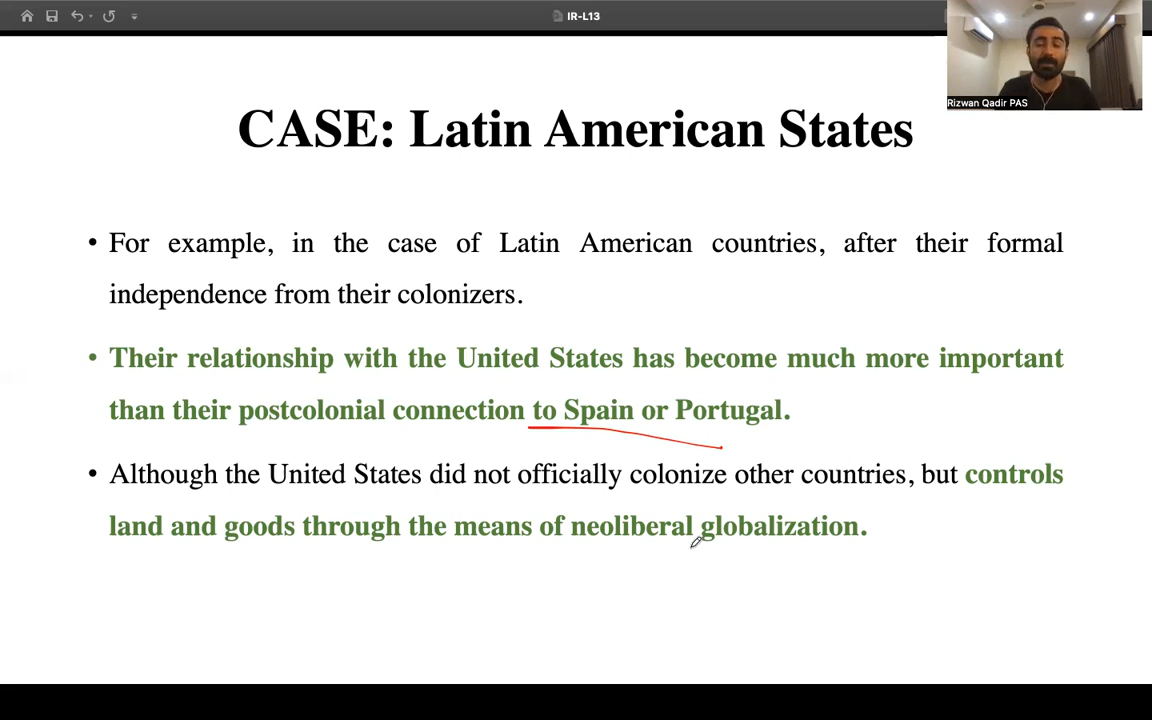 IR-L13
Rizwan Qadir PAS
CASE: Latin American States
• For example, in the case of Latin American countries, after their formal
independence from their colonizers.
• Their relationship with the United States has become much more important
than their postcolonial connection to Spain or Portugal.
• Although the United States did not officially colonize other countries, but controls
land and goods through the means of neoliberal globalization.